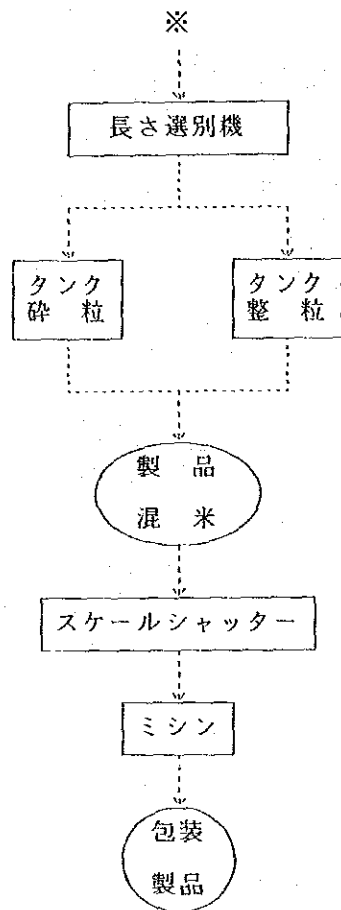 ※
長さ選別機
タンク
砕 粒
タンク
整 粒
製 品
混 米
スケールシャッター
ミシン
包装
製品